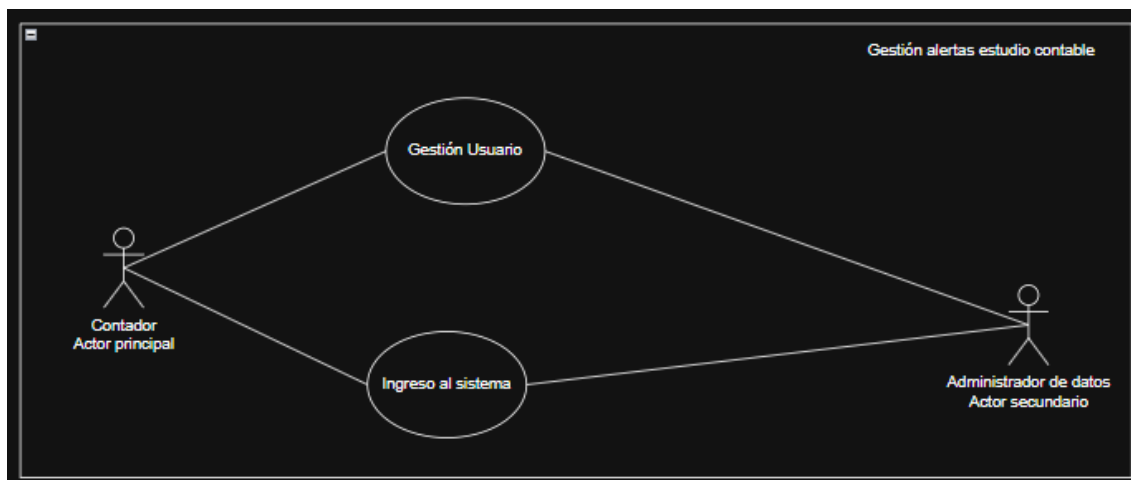 Gestión alertas estudio contable
Gestión Usuario
Contador
Actor principal
Ingreso al sistema
Administrador de datos
Actor secundario